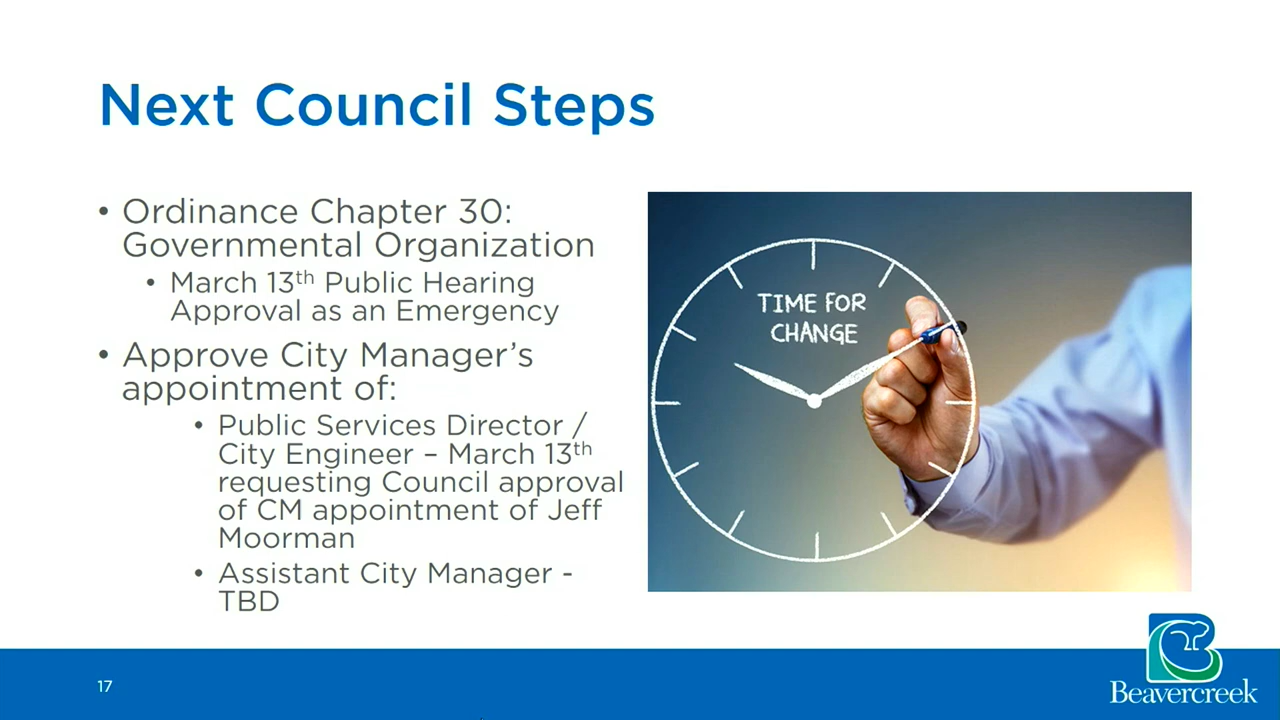 Next Council Steps
• Ordinance Chapter 30:
Governmental Organization
• March 13th Public Hearing
Approval as an Emergency
• Approve City Manager’s
appointment of:
• Public Services Director /
City Engineer – March 13th
requesting Council approval
of CM appointment of Jeff
Moorman
• Assistant City Manager -
TBD
TIME FOR
CHANGE
17
Beavercreek